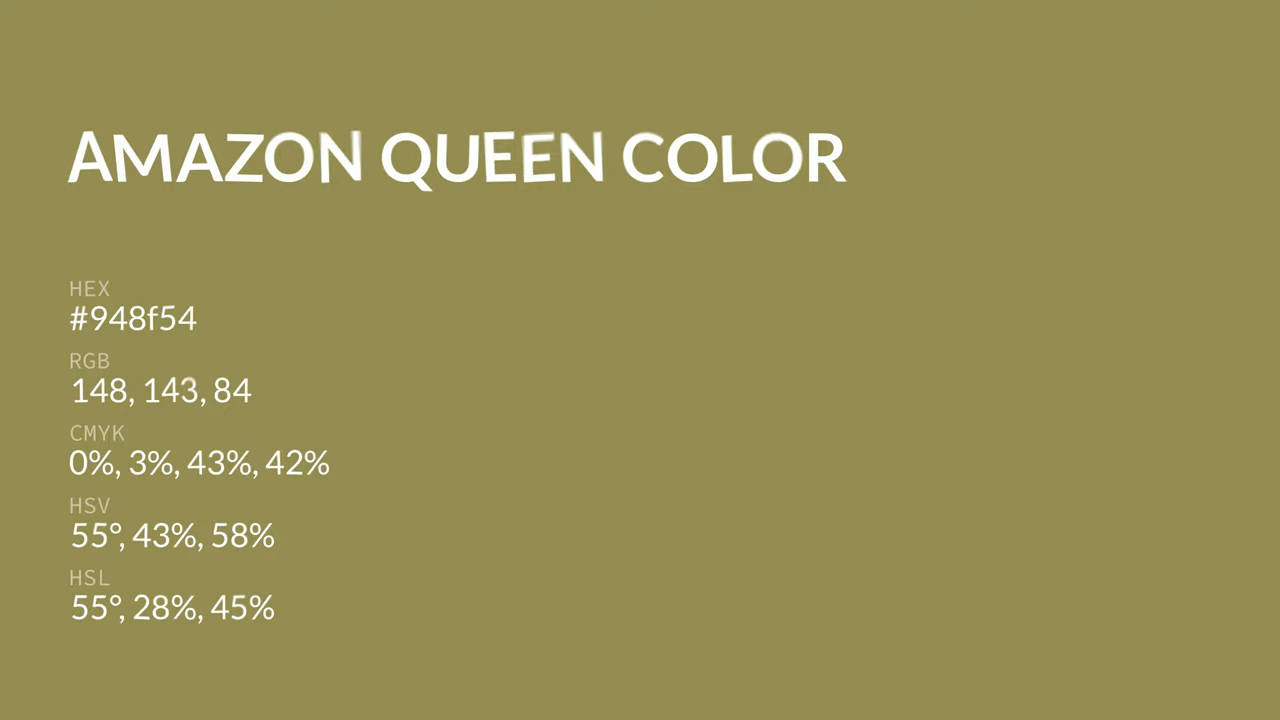 AMAZON QUEEN COLOR
HEX
#948f54
RGB
148, 143, 84
CMYK
0%, 3%, 43%, 42%
HSV
55°, 43%, 58%
HSL
55°, 28%, 45%